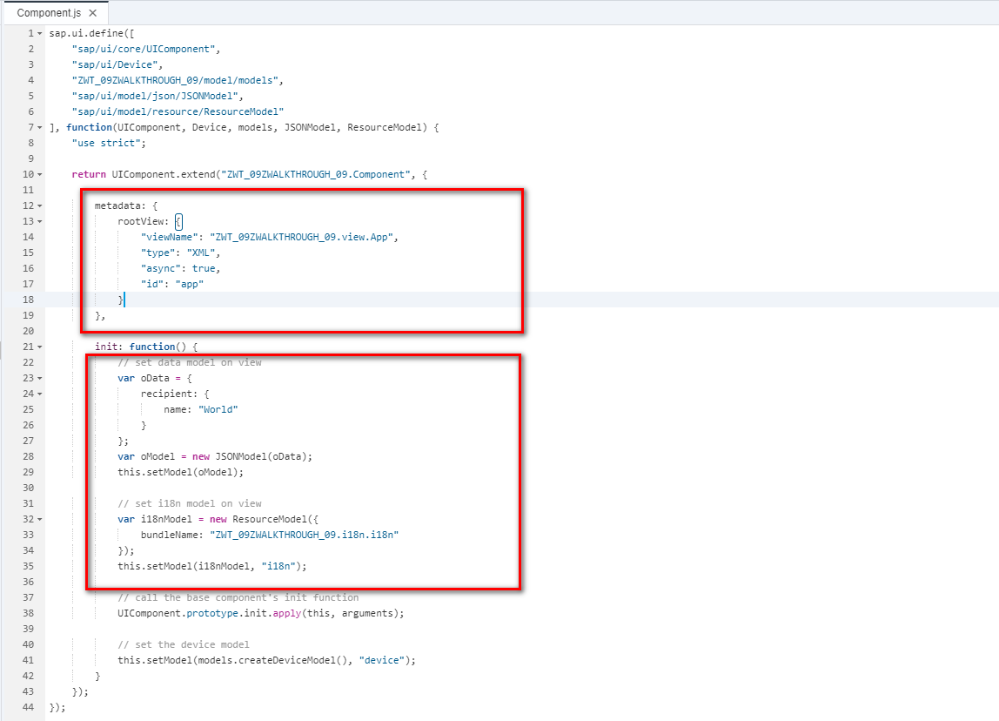 Component.js ×
1 sap.ui.define([
2 "sap/ui/core/UIComponent",
3 "sap/ui/Device",
4 "ZWT_09ZWALKTHROUGH_09/model/models",
5 "sap/ui/model/json/JSONModel",
6 "sap/ui/model/resource/ResourceModel"
7 ], function(UIComponent, Device, models, JSONModel, ResourceModel) {
8 "use strict";
9
10 return UIComponent.extend("ZWT_09ZWALKTHROUGH_09.Component", {
11
12 metadata: {
13 rootView: {
14 "viewName": "ZWT_09ZWALKTHROUGH_09.view.App",
15 "type": "XML",
16 "async": true,
17 "id": "app"
18 }
19 },
20
21 init: function() {
22 // set data model on view
23 var oData = {
24 recipient: {
25 name: "World"
26 }
27 };
28 var oModel = new JSONModel(oData);
29 this.setModel(oModel);
30
31 // set i18n model on view
32 var i18nModel = new ResourceModel({
33 bundleName: "ZWT_09ZWALKTHROUGH_09.i18n.i18n"
34 });
35 this.setModel(i18nModel, "i18n");
36
37 // call the base component's init function
38 UIComponent.prototype.init.apply(this, arguments);
39
40 // set the device model
41 this.setModel(models.createDeviceModel(), "device");
42 }
43 });
44 });